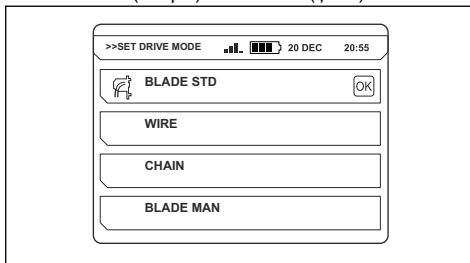 >>SET DRIVE MODE 20 DEC 20:55
BLADE STD OK
WIRE
CHAIN
BLADE MAN